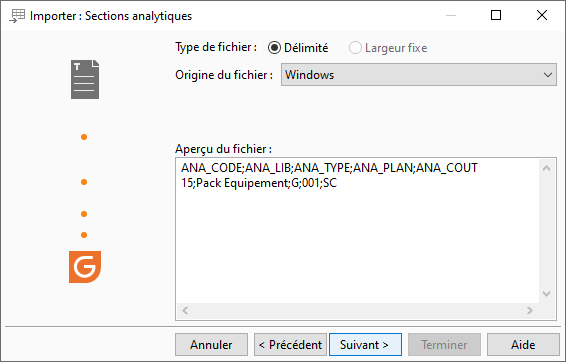 Importer : Sections analytiques
Type de fichier : Délimité Largeur fixe
Origine du fichier : Windows
Aperçu du fichier :
ANA_CODE;ANA_LIB;ANA_TYPE;ANA_PLAN;ANA_COUT
15;Pack Equipement;G;001;SC
Annuler < Précédent Suivant > Terminer Aide